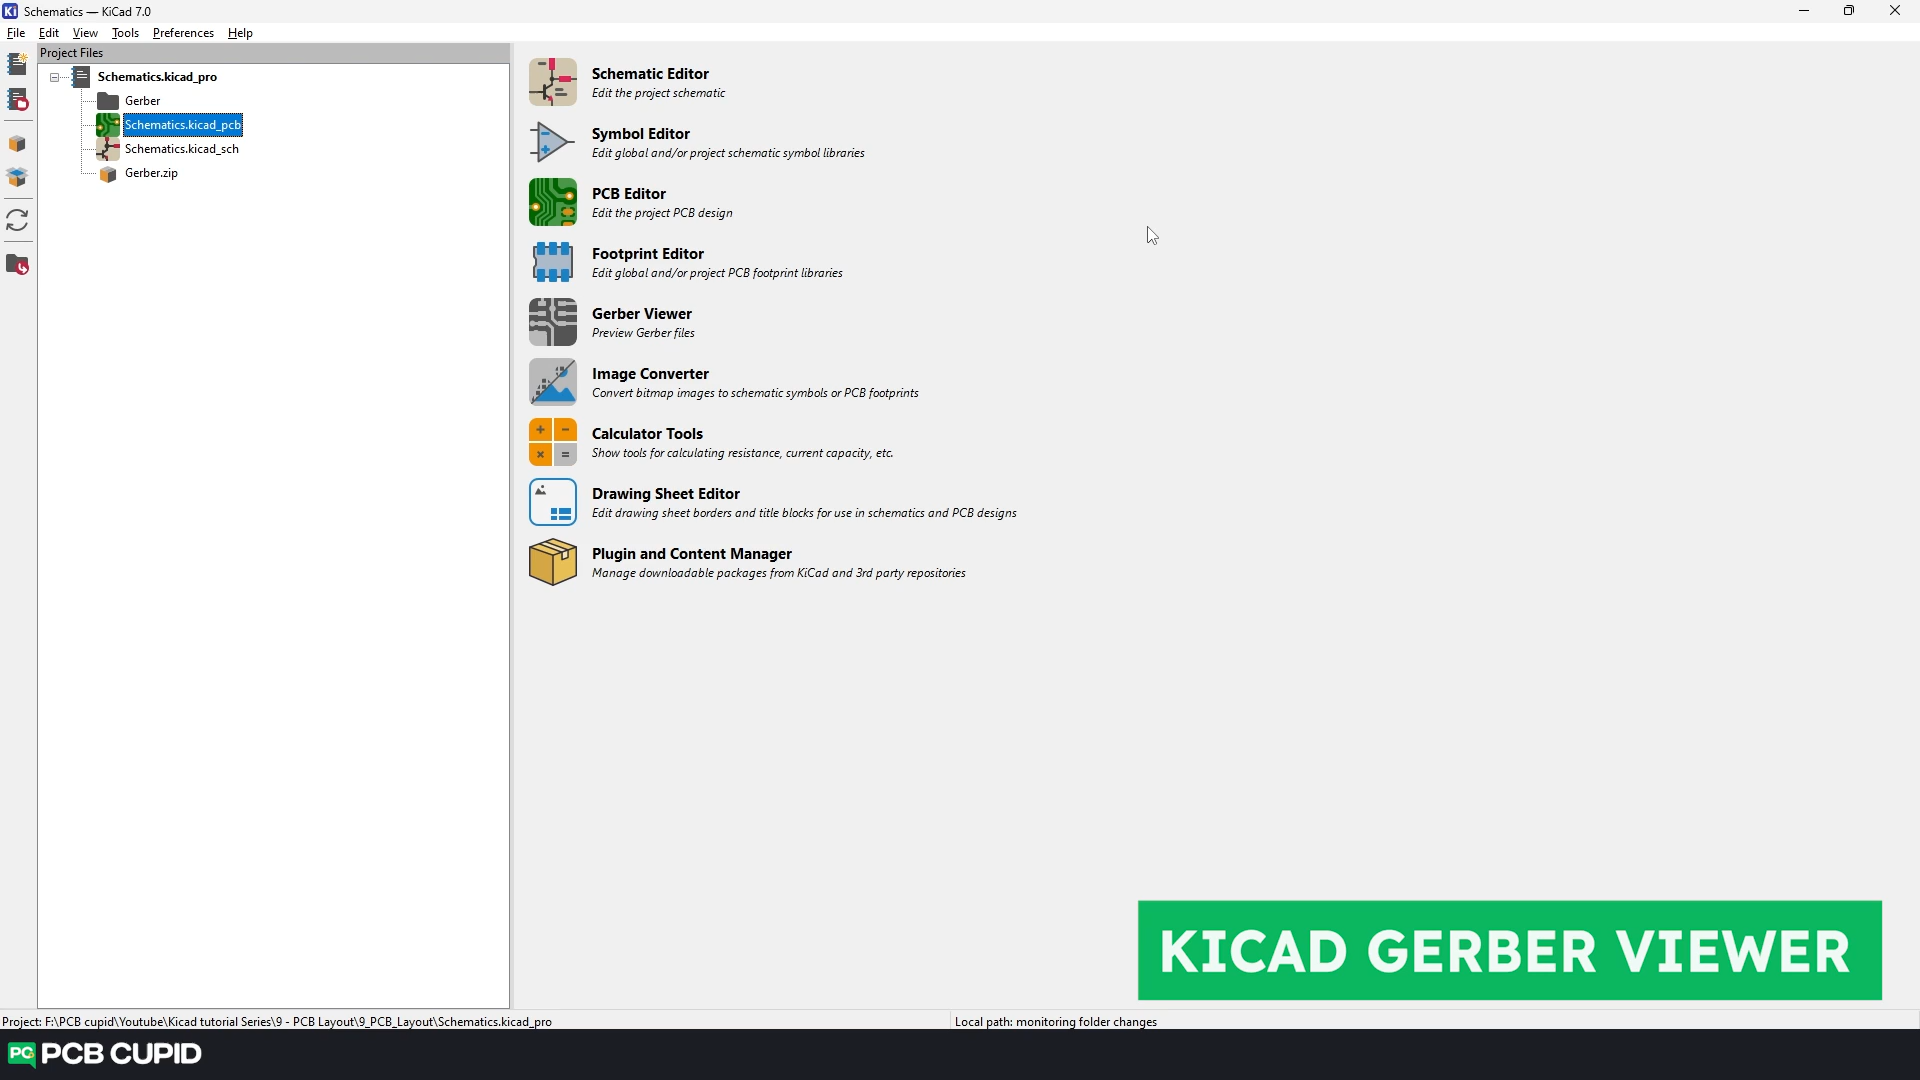 Schematics — KiCad 7.0
File Edit View Tools Preferences Help
Project Files
Schematics.kicad_pro
Gerber
Schematics.kicad_pcb
Schematics.kicad_sch
Gerber.zip
Schematic Editor
Edit the project schematic
Symbol Editor
Edit global and/or project schematic symbol libraries
PCB Editor
Edit the project PCB design
Footprint Editor
Edit global and/or project PCB footprint libraries
Gerber Viewer
Preview Gerber files
Image Converter
Convert bitmap images to schematic symbols or PCB footprints
Calculator Tools
Show tools for calculating resistance, current capacity, etc.
Drawing Sheet Editor
Edit drawing sheet borders and title blocks for use in schematics and PCB designs
Plugin and Content Manager
Manage downloadable packages from KiCad and 3rd party repositories
KICAD GERBER VIEWER
Project: F:\PCB cupid\Youtube\Kicad tutorial Series\9 - PCB Layout\9_PCB_Layout\Schematics.kicad_pro
Local path: monitoring folder changes
PCB CUPID